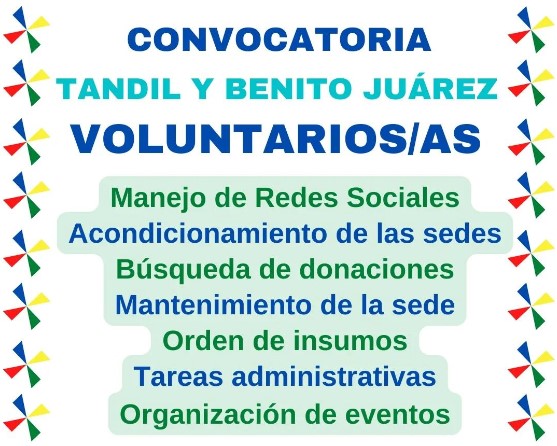 CONVOCATORIA
TANDIL Y BENITO JUÁREZ
VOLUNTARIOS/AS
Manejo de Redes Sociales
Acondicionamiento de las sedes
Búsqueda de donaciones
Mantenimiento de la sede
Orden de insumos
Tareas administrativas
Organización de eventos